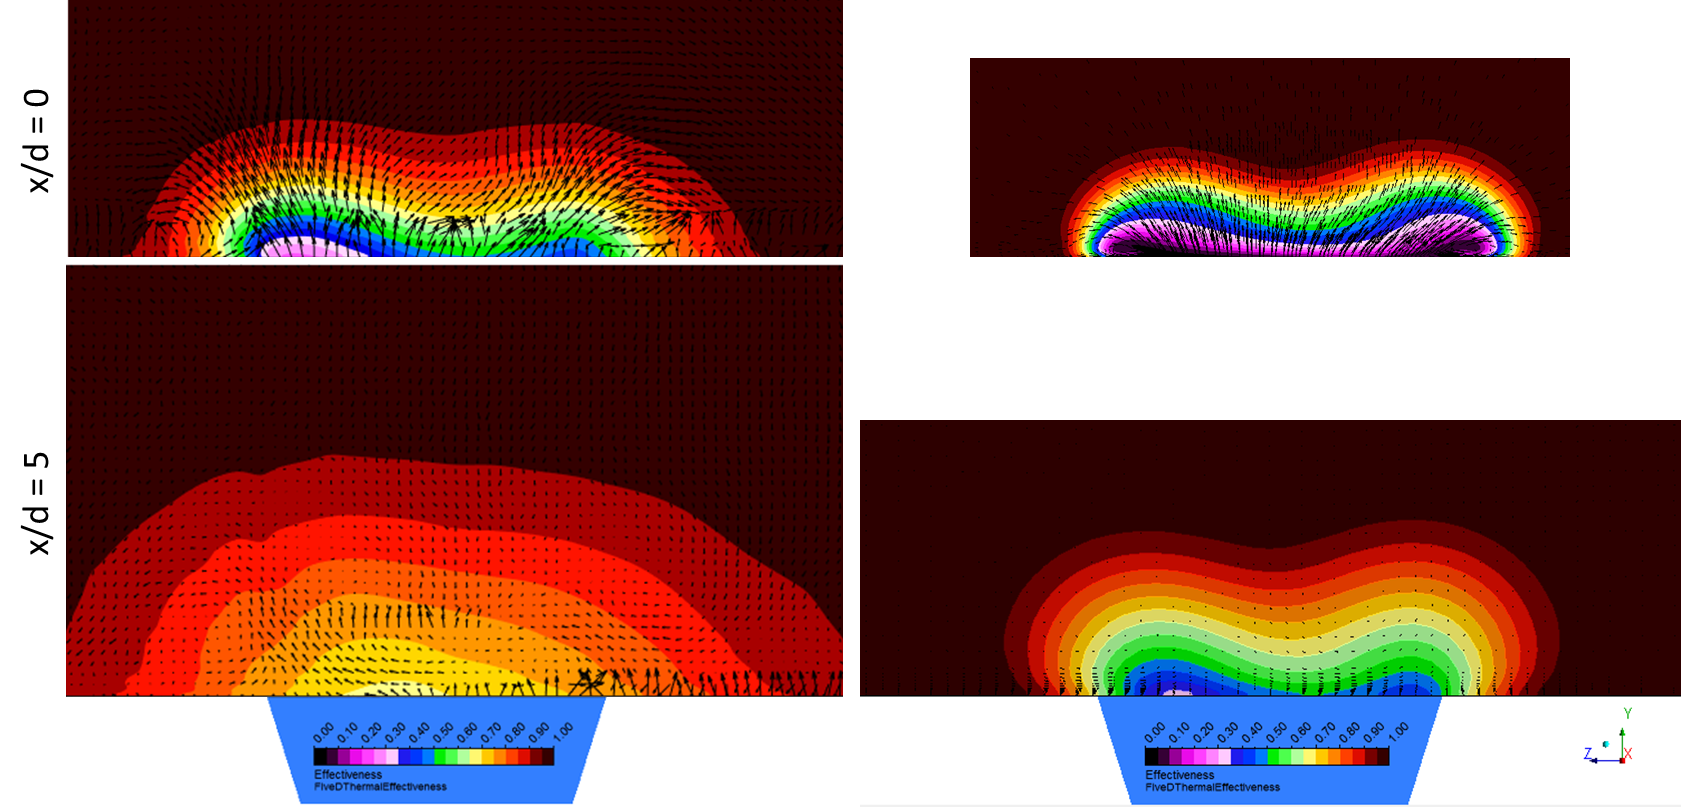 x/d = 0
x/d = 5
0.00 0.10 0.20 0.30 0.40 0.50 0.60 0.70 0.80 0.90 1.00
Effectiveness
FiveDThermalEffectiveness
0.00 0.10 0.20 0.30 0.40 0.50 0.60 0.70 0.80 0.90 1.00
Effectiveness
FiveDThermalEffectiveness
Y
Z
X